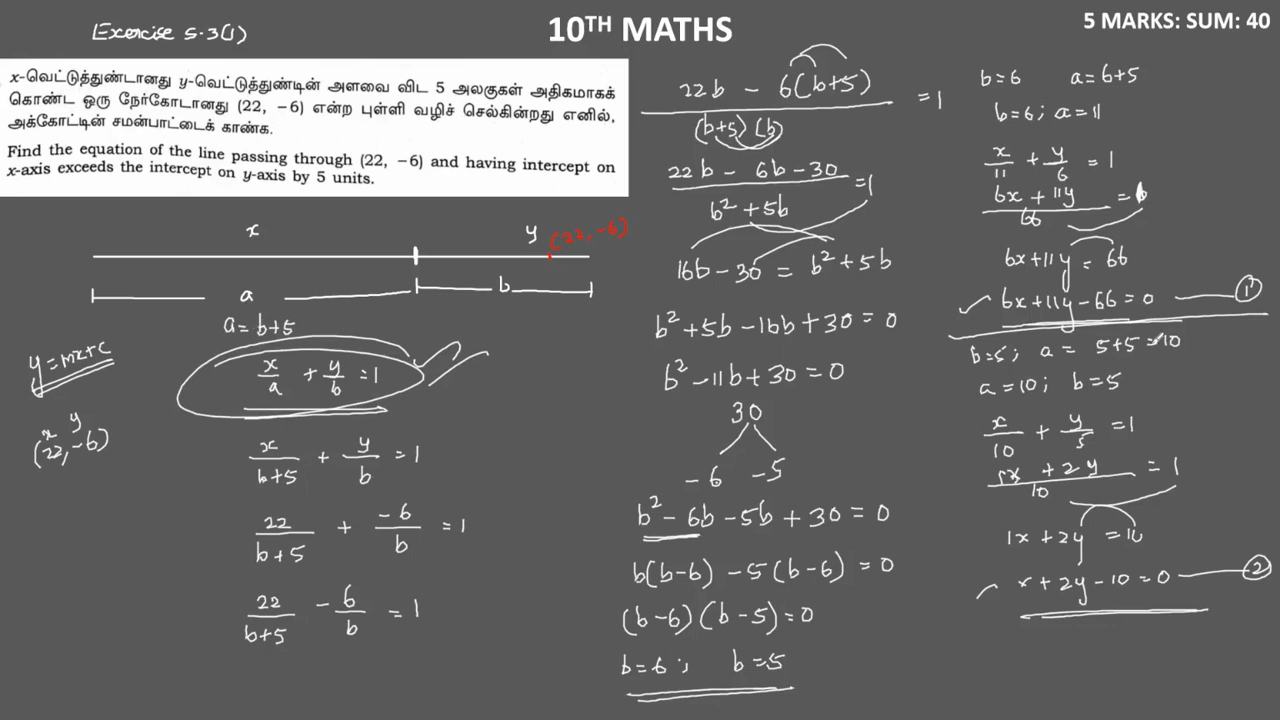 Exercise 5.3(1)
10TH MATHS
5 MARKS: SUM: 40
x-வெட்டுத்துண்டானது y-வெட்டுத்துண்டின் அளவை விட 5 அலகுகள் அதிகமாகக்
கொண்ட ஒரு நேர்கோடானது (22, −6) என்ற புள்ளி வழிச் செல்கின்றது எனில்,
அக்கோட்டின் சமன்பாட்டைக் காண்க.
Find the equation of the line passing through (22, −6) and having intercept on
x-axis exceeds the intercept on y-axis by 5 units.
x
y
(22, -6)
a
b
a = b+5
y = mx+c
x/a + y/b = 1
x y
(22, -6)
x/(b+5) + y/b = 1
22/(b+5) + -6/b = 1
22/(b+5) - 6/b = 1
22b - 6(b+5)
(b+5) (b)
= 1
22b - 6b - 30
b² + 5b
= 1
16b - 30 = b² + 5b
b² + 5b - 16b + 30 = 0
b² - 11b + 30 = 0
30
-6 -5
b² - 6b - 5b + 30 = 0
b(b-6) - 5(b-6) = 0
(b-6) (b-5) = 0
b = 6 ; b = 5
b = 6 a = 6+5
b = 6 ; a = 11
x/11 + y/6 = 1
6x + 11y
66
6x + 11y = 66
6x + 11y - 66 = 0 1
b = 5 ; a = 5+5 = 10
a = 10 ; b = 5
x/10 + y/5 = 1
+ 2y
10
= 1
1x + 2y = 10
x + 2y - 10 = 0 2